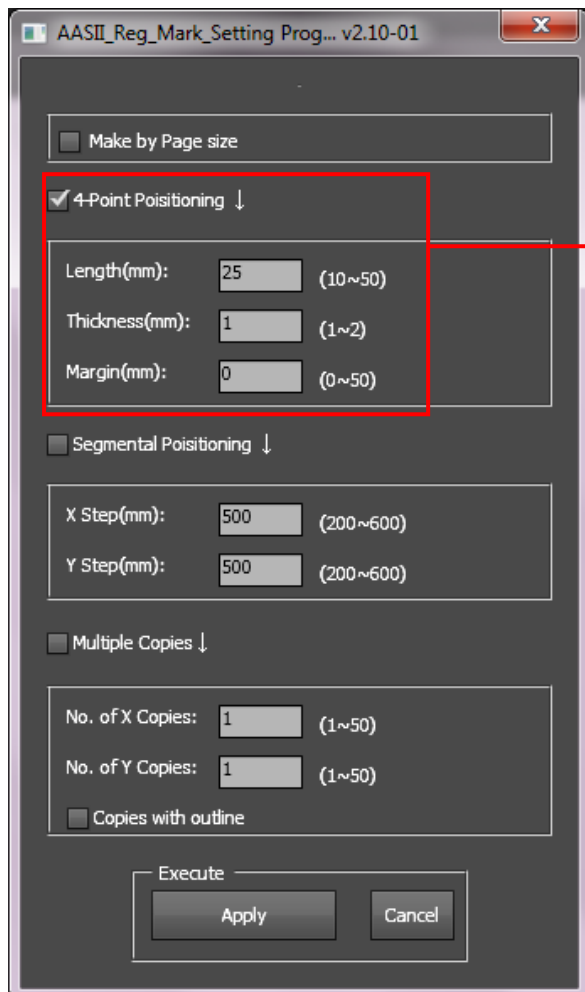 AASII_Reg_Mark_Setting Prog... v2.10-01
Make by Page size
4-Point Poisitioning ↓
Length(mm): 25 (10~50)
Thickness(mm): 1 (1~2)
Margin(mm): 0 (0~50)
Segmental Poisitioning ↓
X Step(mm): 500 (200~600)
Y Step(mm): 500 (200~600)
Multiple Copies ↓
No. of X Copies: 1 (1~50)
No. of Y Copies: 1 (1~50)
Copies with outline
Execute
Apply Cancel